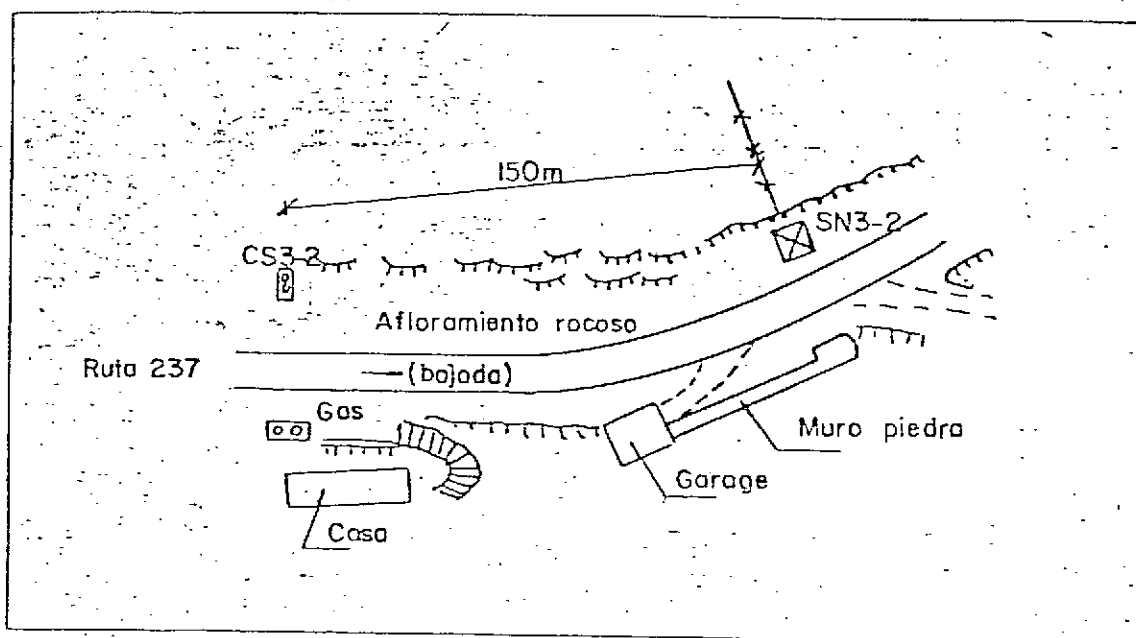 150m
SN3-2
CS3-2
Afloramiento rocoso
Ruta 237
(bajada)
Gas
Muro piedra
Garage
Casa